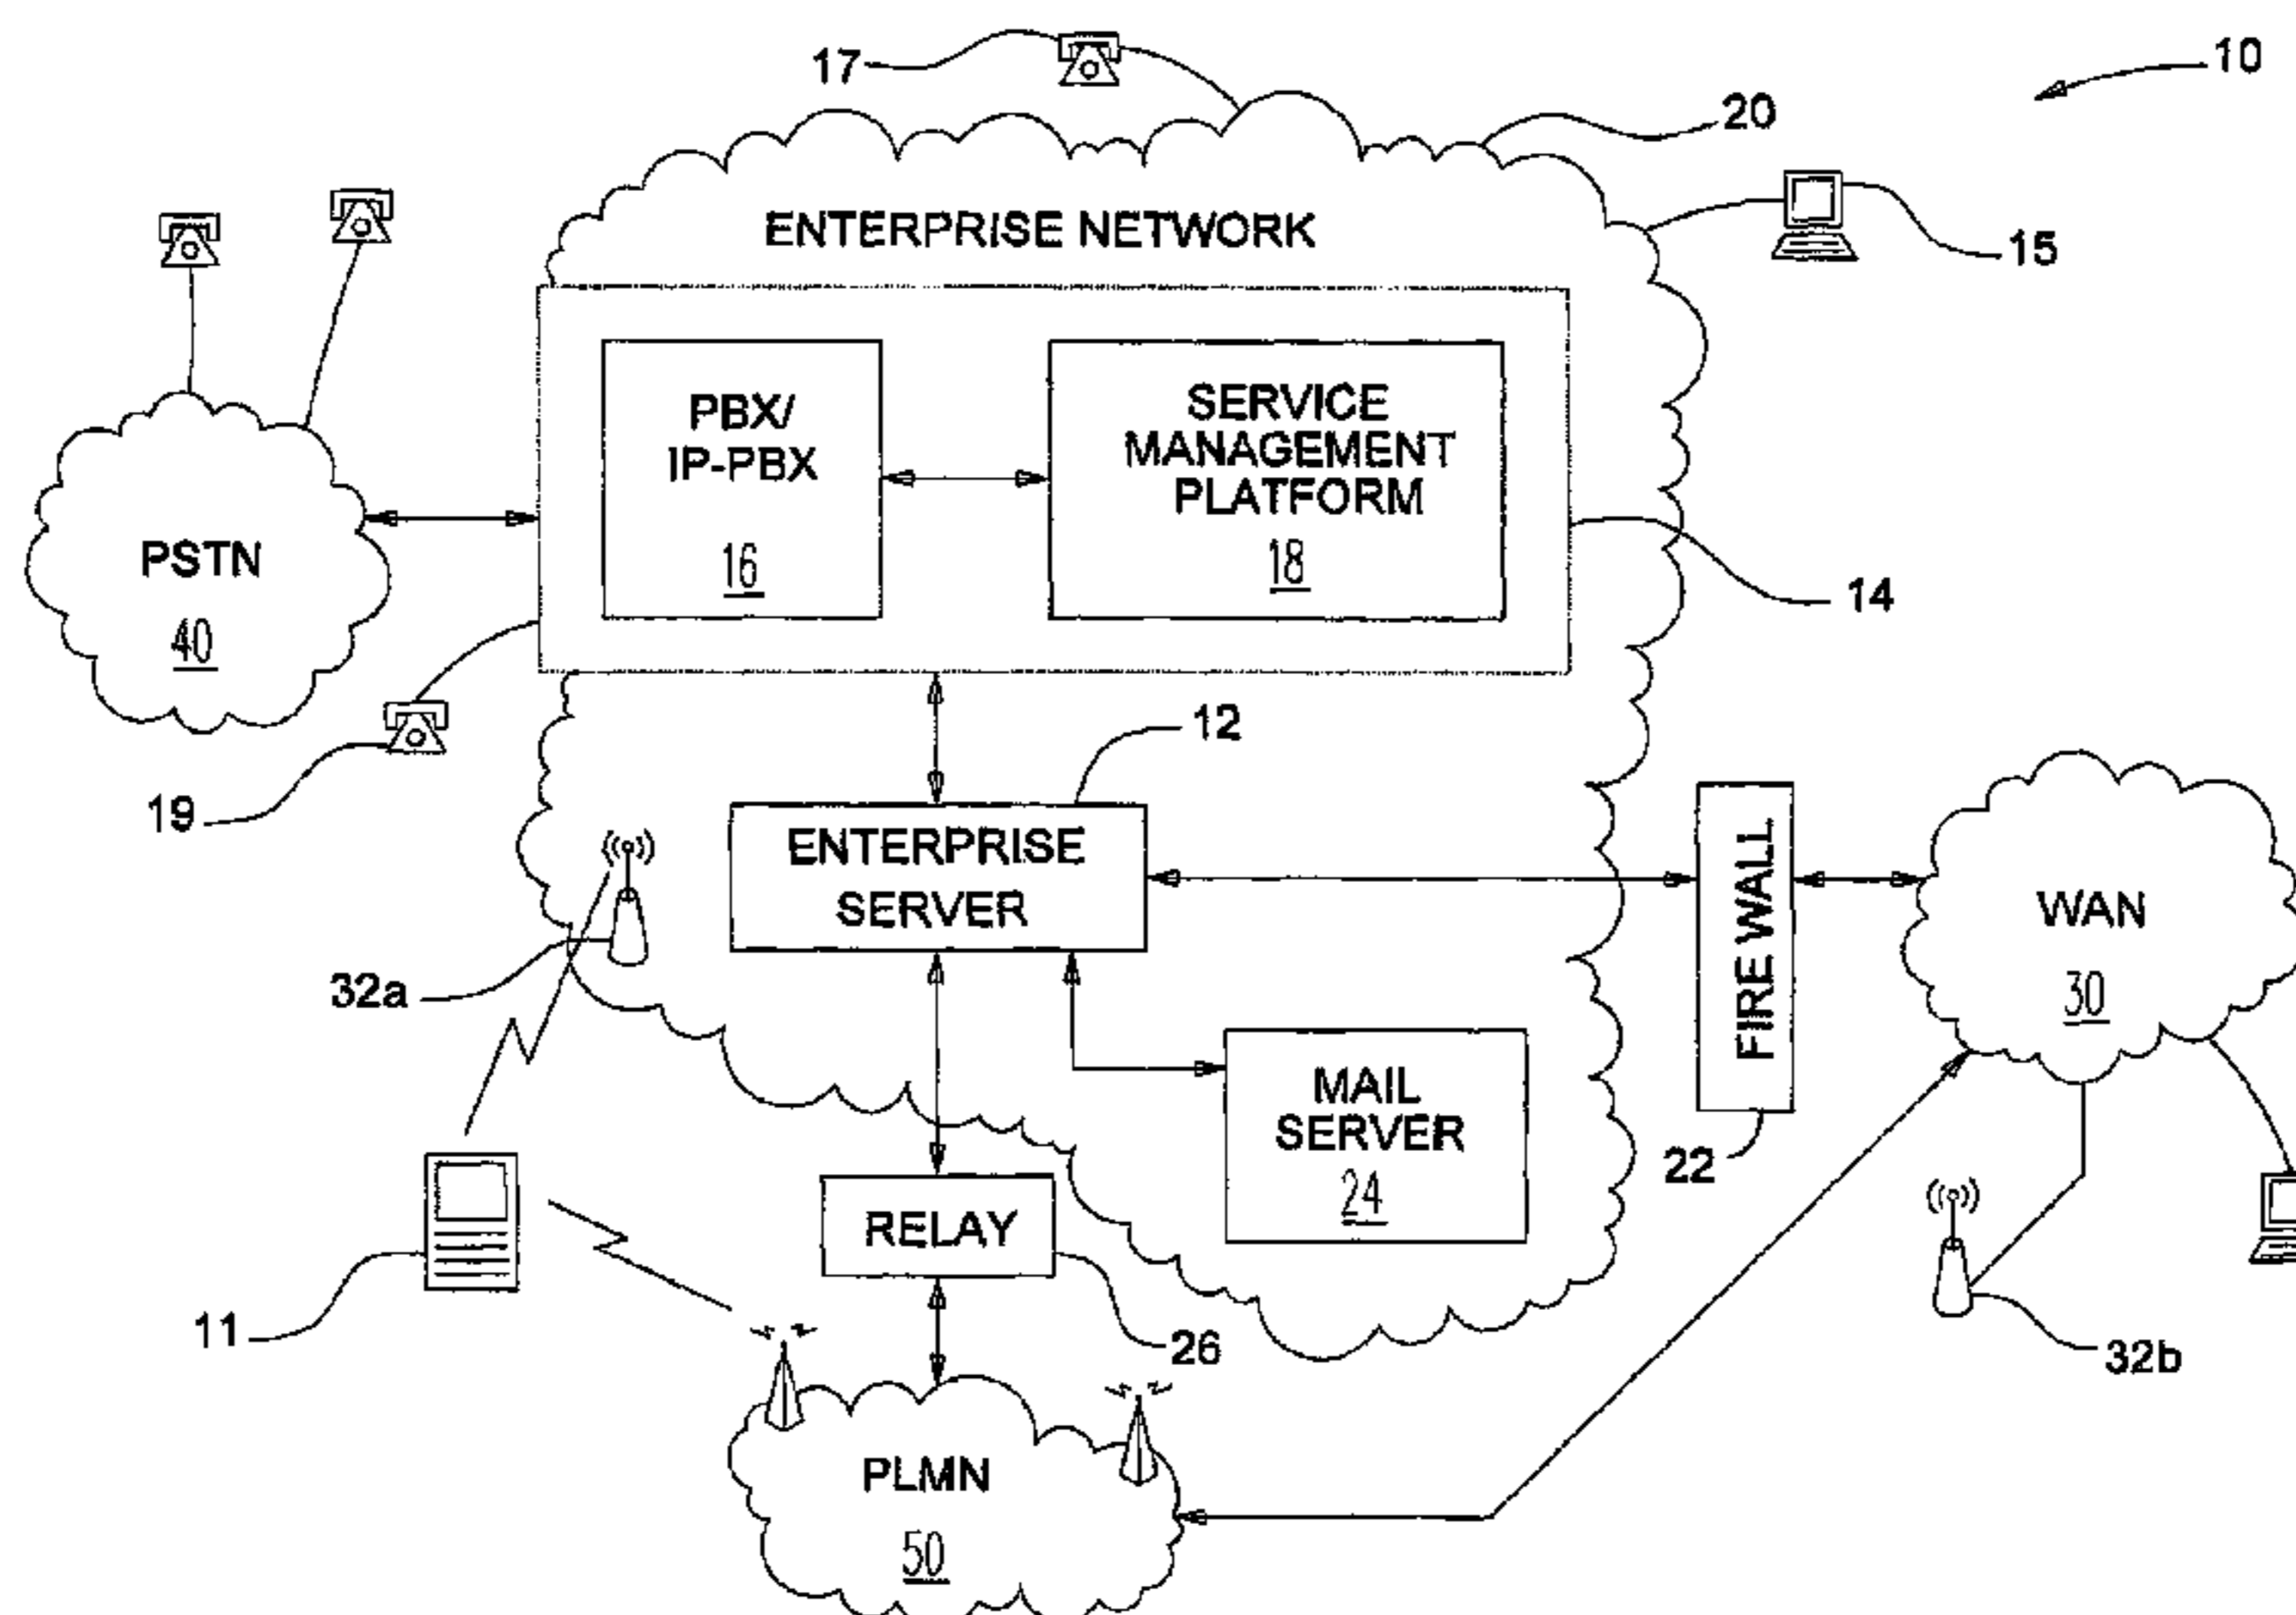 17
10
20
ENTERPRISE NETWORK
15
PBX/
IP-PBX
16
SERVICE
MANAGEMENT
PLATFORM
18
PSTN
40
14
12
19
ENTERPRISE
SERVER
FIRE WALL
WAN
30
32a
MAIL
SERVER
24
22
RELAY
11
26
32b
PLMN
50